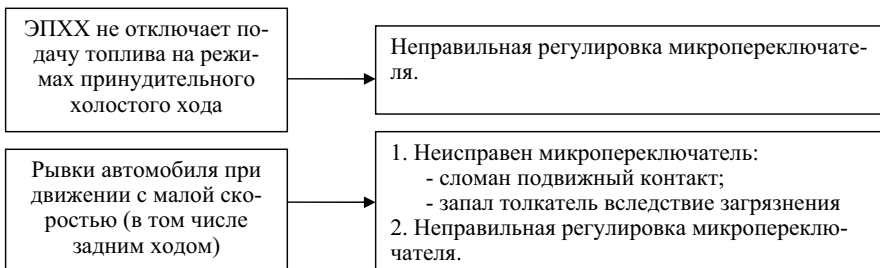 ЭПХХ не отключает по-
дачу топлива на режи-
мах принудительного
холостого хода
Неправильная регулировка микропереключате-
ля.
Рывки автомобиля при
движении с малой ско-
ростью (в том числе
задним ходом)
1. Неисправен микропереключатель:
- сломан подвижный контакт;
- запал толкатель вследствие загрязнения
2. Неправильная регулировка микропереклю-
чателя.